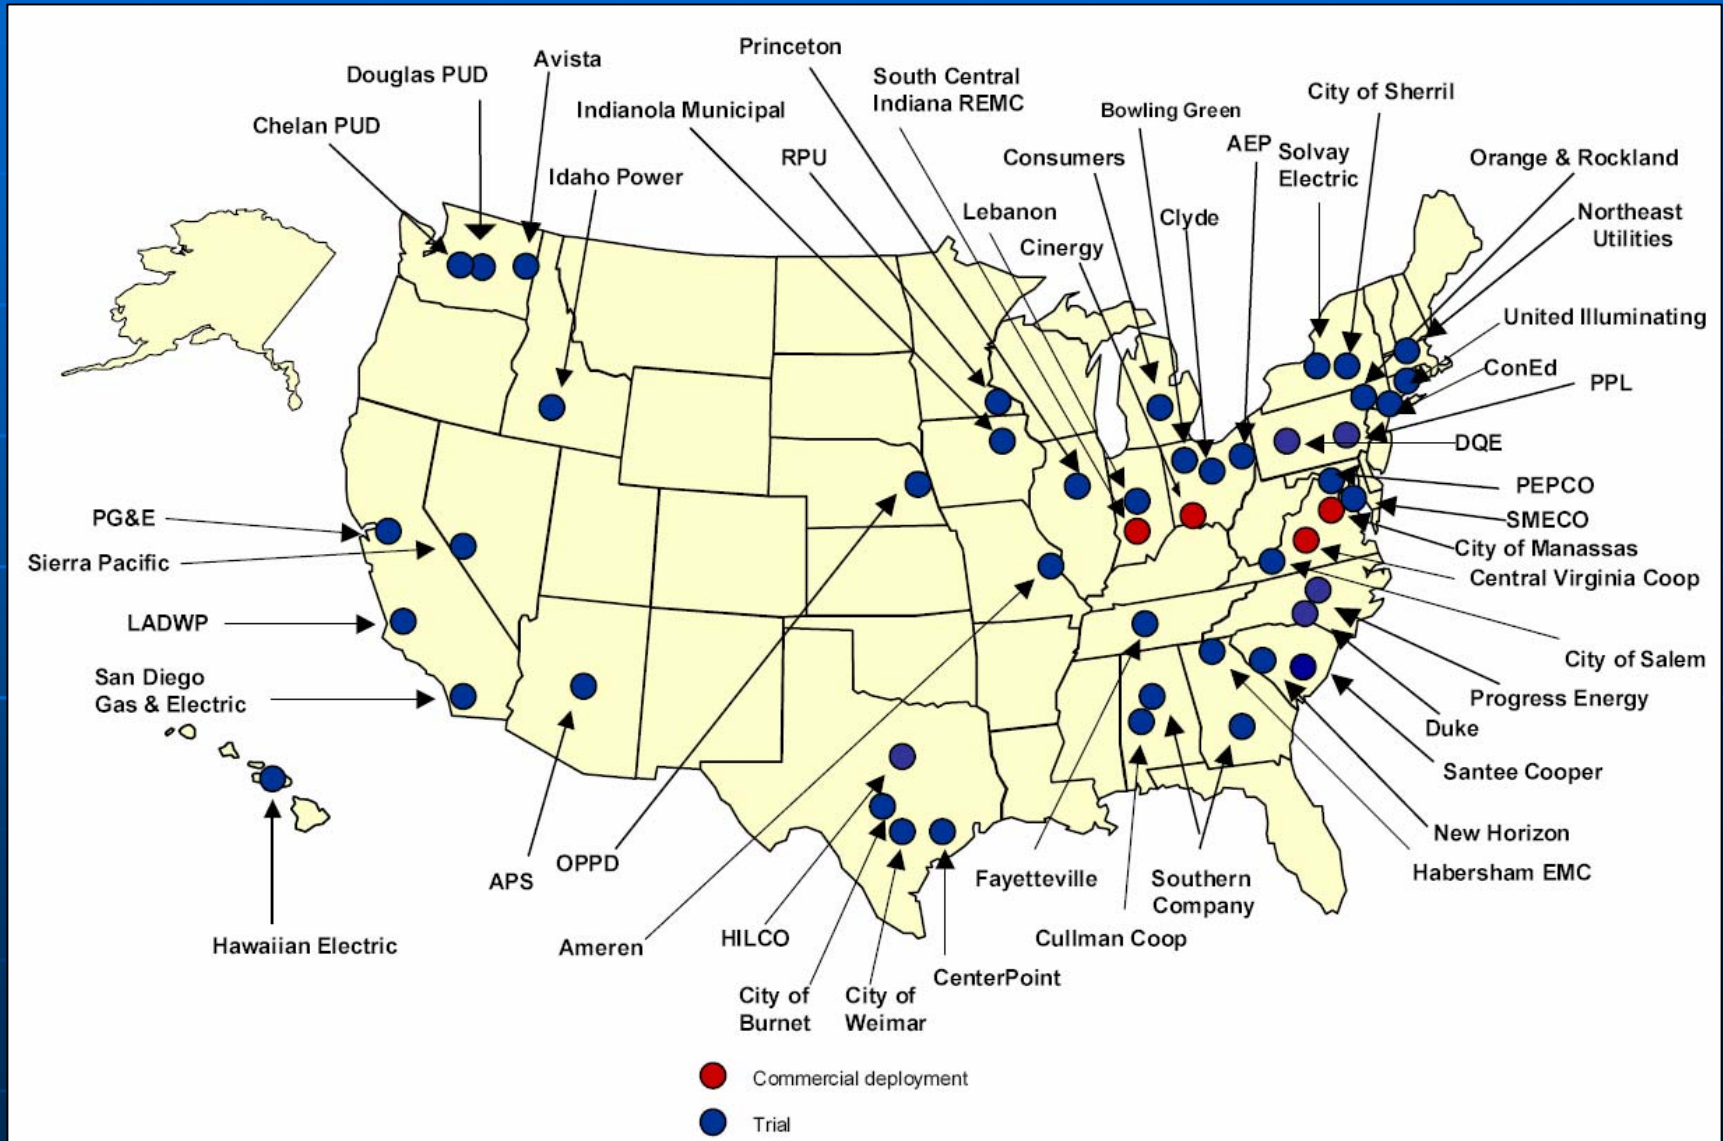 Princeton
Avista
Douglas PUD
South Central
Indiana REMC
City of Sherril
Indianola Municipal
Bowling Green
Chelan PUD
AEP
Solvay
Electric
RPU
Consumers
Orange & Rockland
Idaho Power
Lebanon
Clyde
Northeast
Utilities
Cinergy
United Illuminating
ConEd
PPL
DQE
PEPCO
PG&E
SMECO
City of Manassas
Sierra Pacific
Central Virginia Coop
LADWP
City of Salem
San Diego
Gas & Electric
Progress Energy
Duke
Santee Cooper
New Horizon
OPPD
Habersham EMC
APS
Fayetteville
Southern
Company
HILCO
Cullman Coop
Hawaiian Electric
Ameren
CenterPoint
City of
Burnet
City of
Weimar
Commercial deployment
Trial